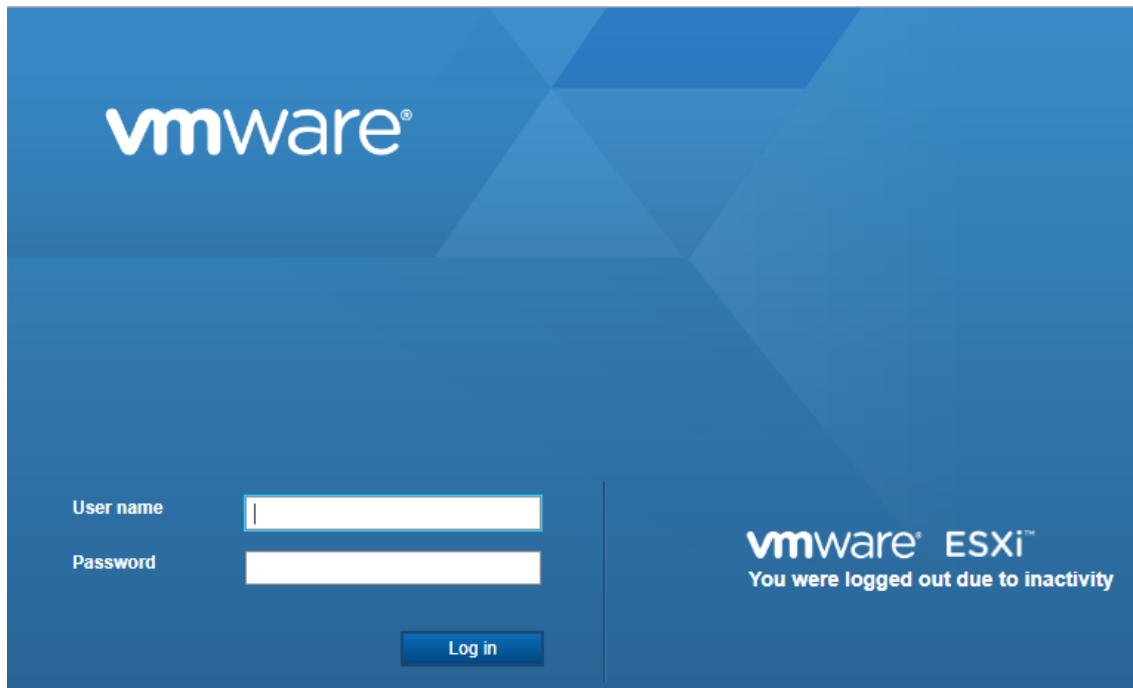 vmware®
User name
Password
Log in
vmware® ESXi™
You were logged out due to inactivity